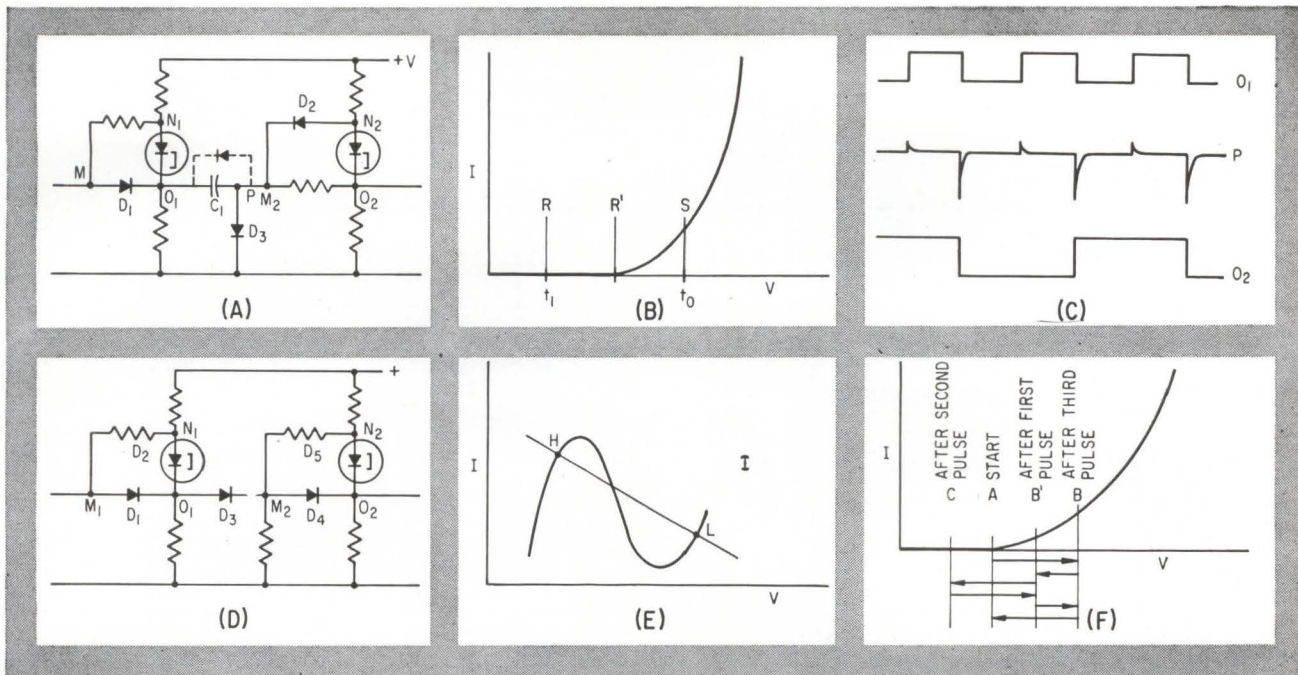 +V
N₁
D₂
N₂
M
D₁
O₁
C₁
P
M₂
O₂
D₃
(A)
I
R
R'
S
t₁
t₀
V
(B)
O₁
P
O₂
(C)
+
N₁
N₂
D₂
D₅
M₁
D₁
O₁
D₃
M₂
D₄
O₂
(D)
I
H
I
L
V
(E)
AFTER SECOND
PULSE
START
AFTER FIRST
PULSE
AFTER THIRD
PULSE
C
A
B'
B
I
V
(F)